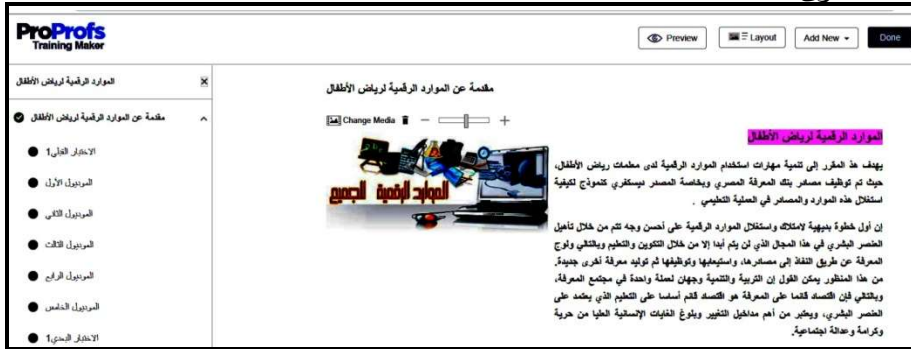 ProProfs
Training Maker
Preview
Layout
Add New
Done
الموارد الرقمية لرياض الأطفال
مقدمة عن الموارد الرقمية لرياض الأطفال
الاختبار القبلى1
الموديول الأول
الموديول الثانى
الموديول الثالث
الموديول الرابع
الموديول الخامس
الاختبار البعدى1
مقدمة عن الموارد الرقمية لرياض الأطفال
Change Media
الموارد الرقمية للجميع
الموارد الرقمية لرياض الأطفال
يهدف هذ المقرر إلى تنمية مهارات استخدام الموارد الرقمية لدى معلمات رياض الأطفال،
حيث تم توظيف مصادر بنك المعرفة المصري وبخاصة المصدر ديسكفري كنموذج لكيفية
استغلال هذه الموارد والمصادر في العملية التعليمي .
إن أول خطوة بديهية لامتلاك واستغلال الموارد الرقمية على أحسن وجه تتم من خلال تأهيل
العنصر البشري في هذا المجال الذي لن يتم أبدا إلا من خلال التكوين والتعليم وبالتالي ولوج
المعرفة عن طريق النفاذ إلى مصادرها، واستيعابها وتوظيفها ثم توليد معرفة أخرى جديدة.
من هذا المنظور يمكن القول إن التربية والتنمية وجهان لعملة واحدة في مجتمع المعرفة،
وبالتالي فإن اقتصاد قائما على المعرفة هو اقتصاد قائم أساسا على التعليم الذي يعتمد على
العنصر البشري، ويعتبر من أهم مداخيل التغيير وبلوغ الغايات الإنسانية العليا من حرية
وكرامة وعدالة اجتماعية.